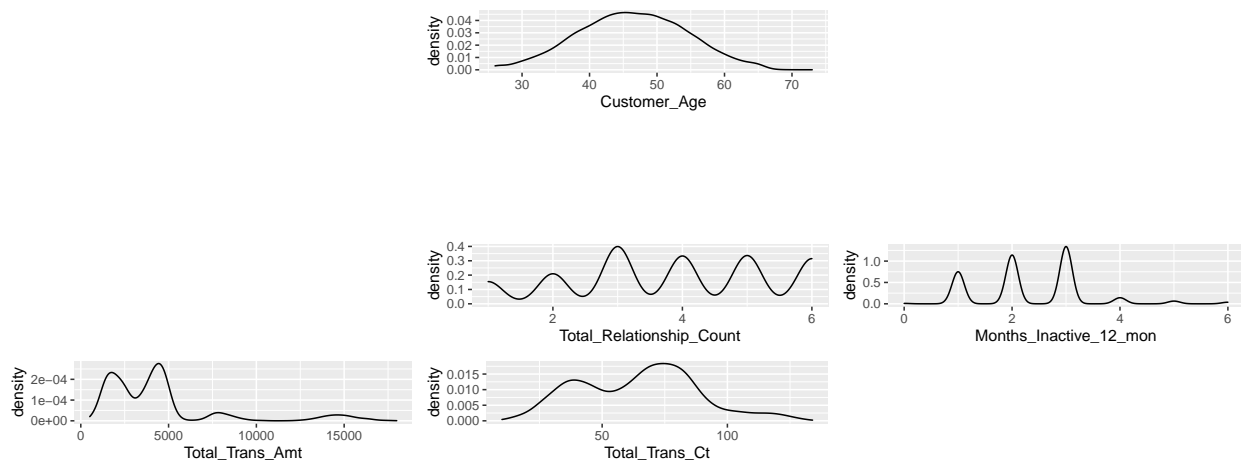 density
0.04
0.03
0.02
0.01
0.00
30 40 50 60 70
Customer_Age
density
0.4
0.3
0.2
0.1
0.0
2 4 6
Total_Relationship_Count
density
1.0
0.5
0.0
0 2 4 6
Months_Inactive_12_mon
density
2e−04
1e−04
0e+00
0 5000 10000 15000
Total_Trans_Amt
density
0.015
0.010
0.005
0.000
50 100
Total_Trans_Ct